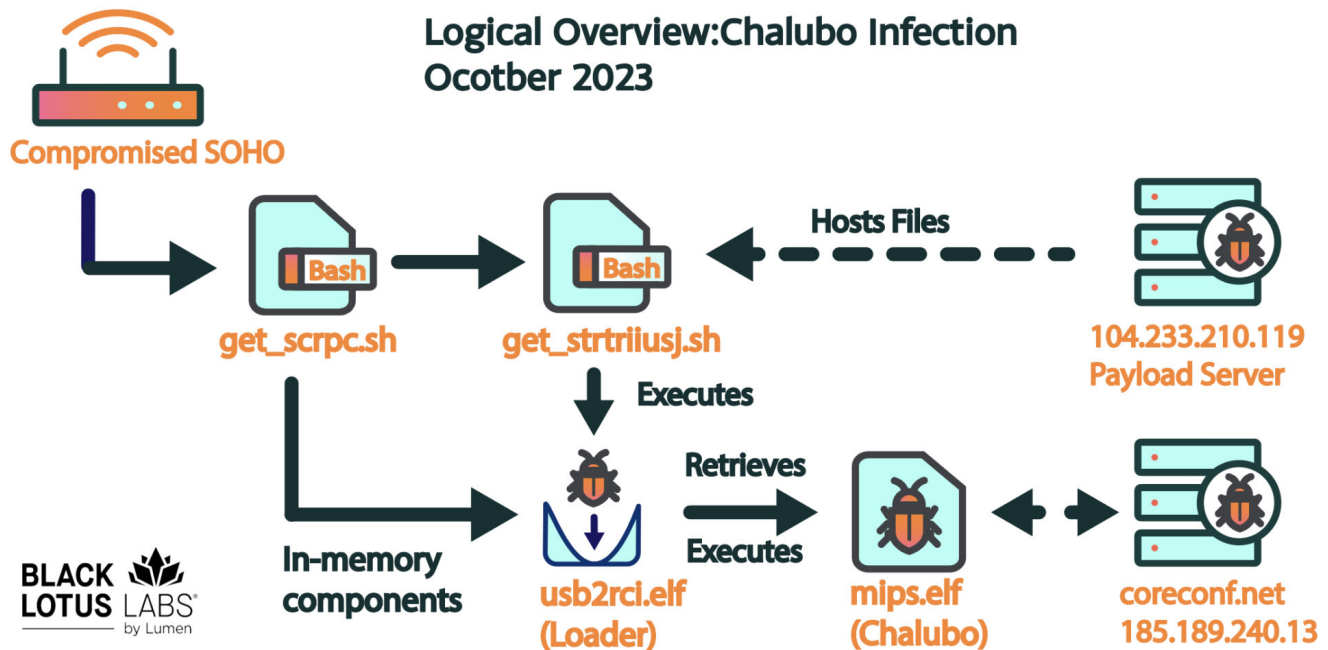 Logical Overview:Chalubo Infection
Ocotber 2023
Compromised SOHO
Bash
get_scrpc.sh
Bash
get_strtriiusj.sh
Hosts Files
104.233.210.119
Payload Server
Executes
In-memory
components
usb2rci.elf
(Loader)
Retrieves
Executes
mips.elf
(Chalubo)
coreconf.net
185.189.240.13
BLACK
LOTUS LABS®
by Lumen